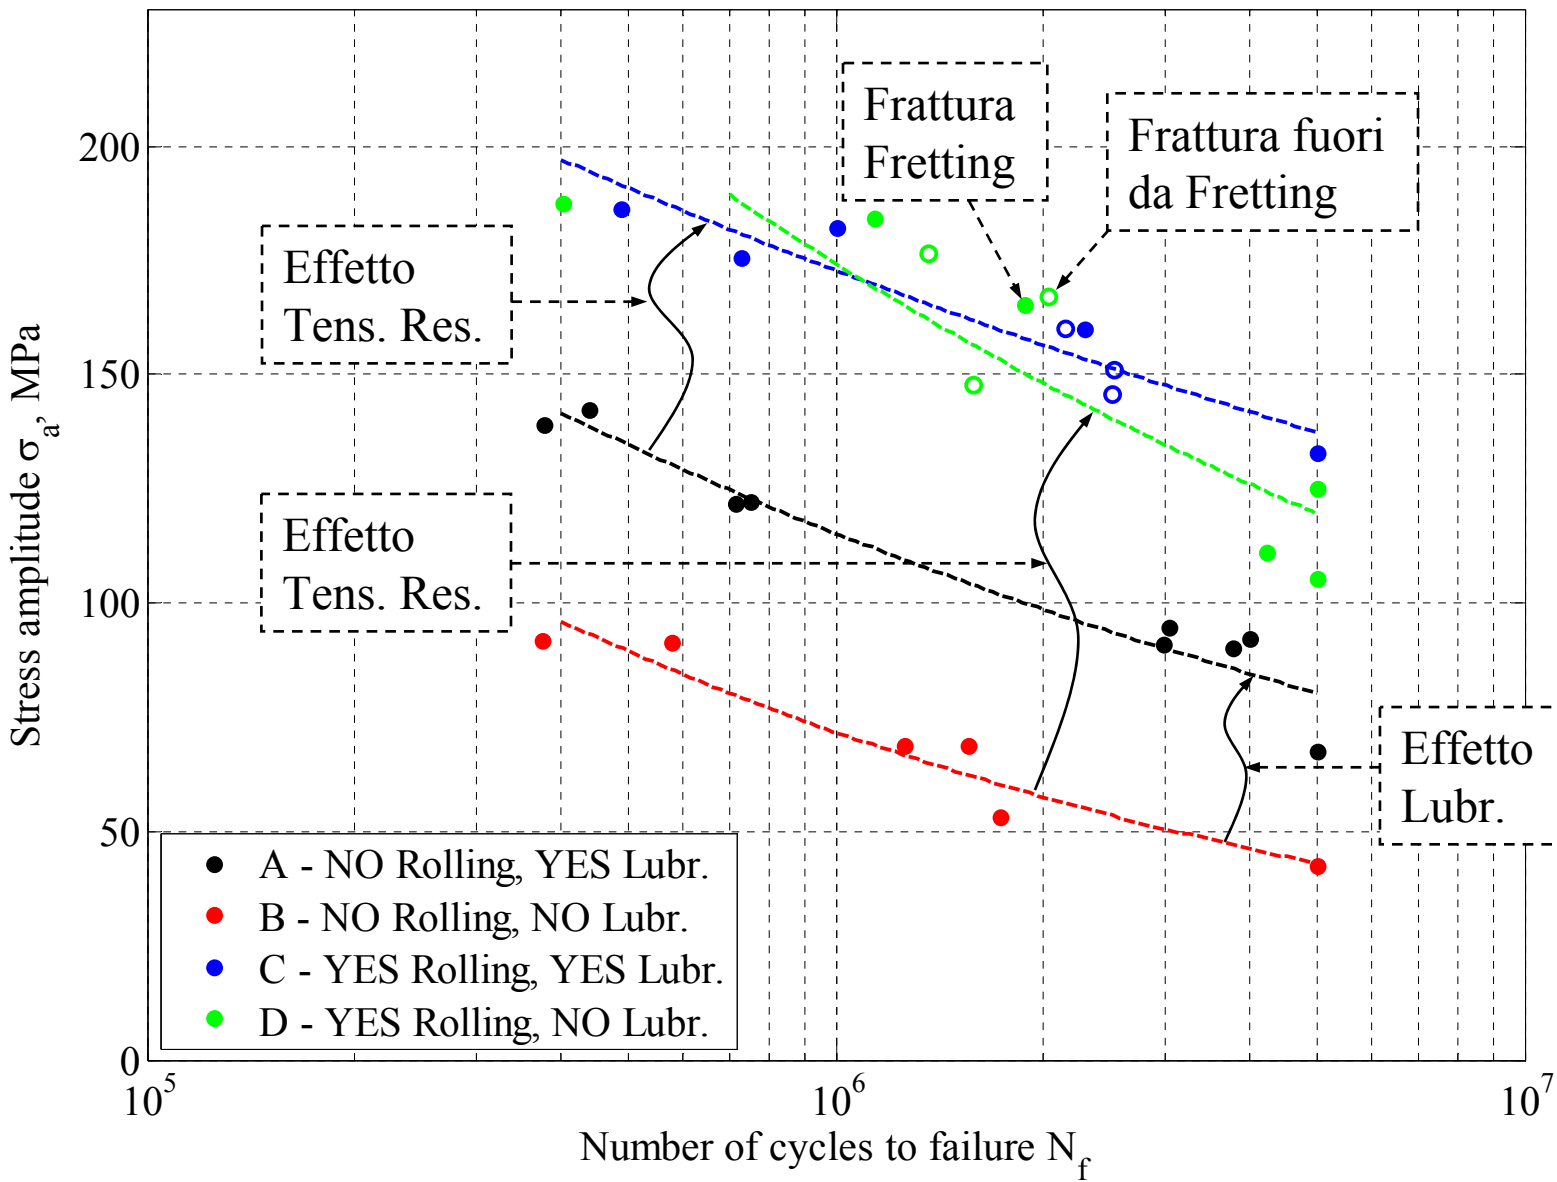 Frattura
Fretting
Frattura fuori
da Fretting
Effetto
Tens. Res.
Effetto
Tens. Res.
Effetto
Lubr.
Stress amplitude σa, MPa
200
150
100
50
0
A - NO Rolling, YES Lubr.
B - NO Rolling, NO Lubr.
C - YES Rolling, YES Lubr.
D - YES Rolling, NO Lubr.
10^5
10^6
10^7
Number of cycles to failure Nf